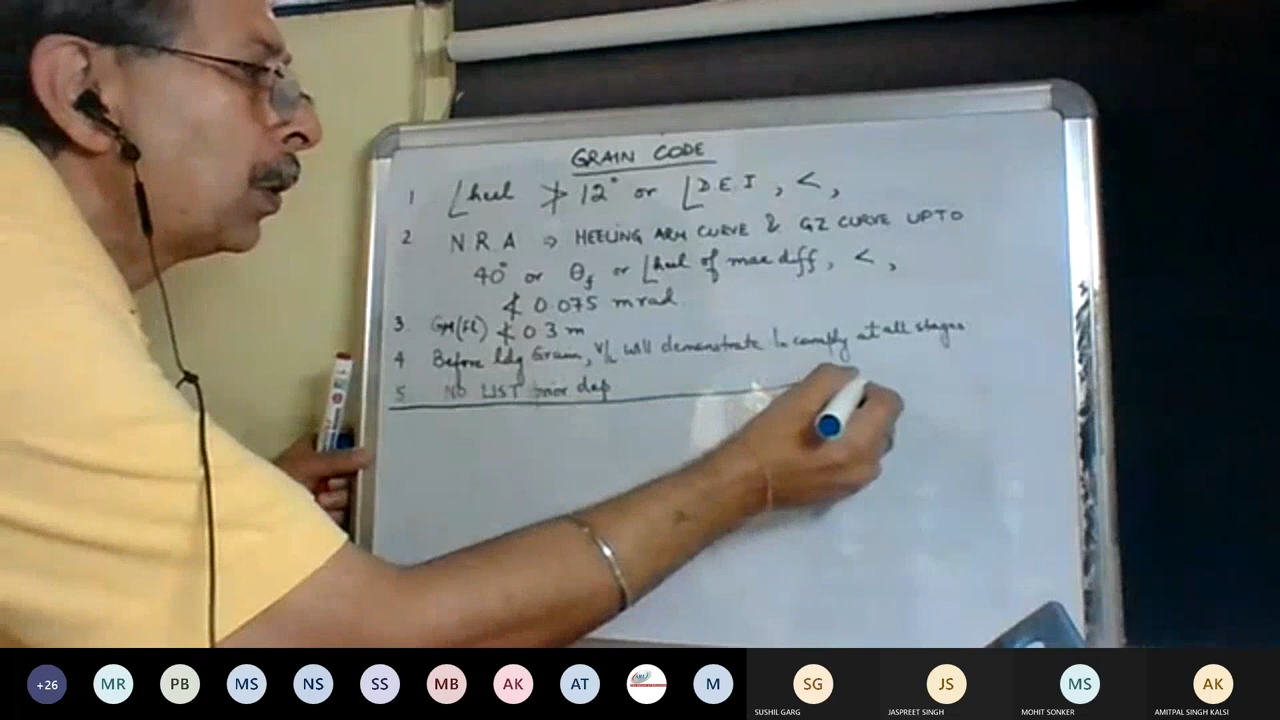 GRAIN CODE
1 ∠heel ≯ 12° or ∠D.E.I, <,
2 N R A ⇒ HEELING ARM CURVE & GZ CURVE UPTO
40° or θf or ∠heel of max diff, <,
≮ 0.075 m rad.
3. GM(fl) ≮ 0.3 m
4 Before ldg Grain, V/L will demonstrate to comply at all stages
5 NO LIST prior dep
+26 MR PB MS NS SS MB AK AT M SG JS MS AK
SUSHIL GARG JASPREET SINGH MOHIT SONKER AMITPAL SINGH KALSI